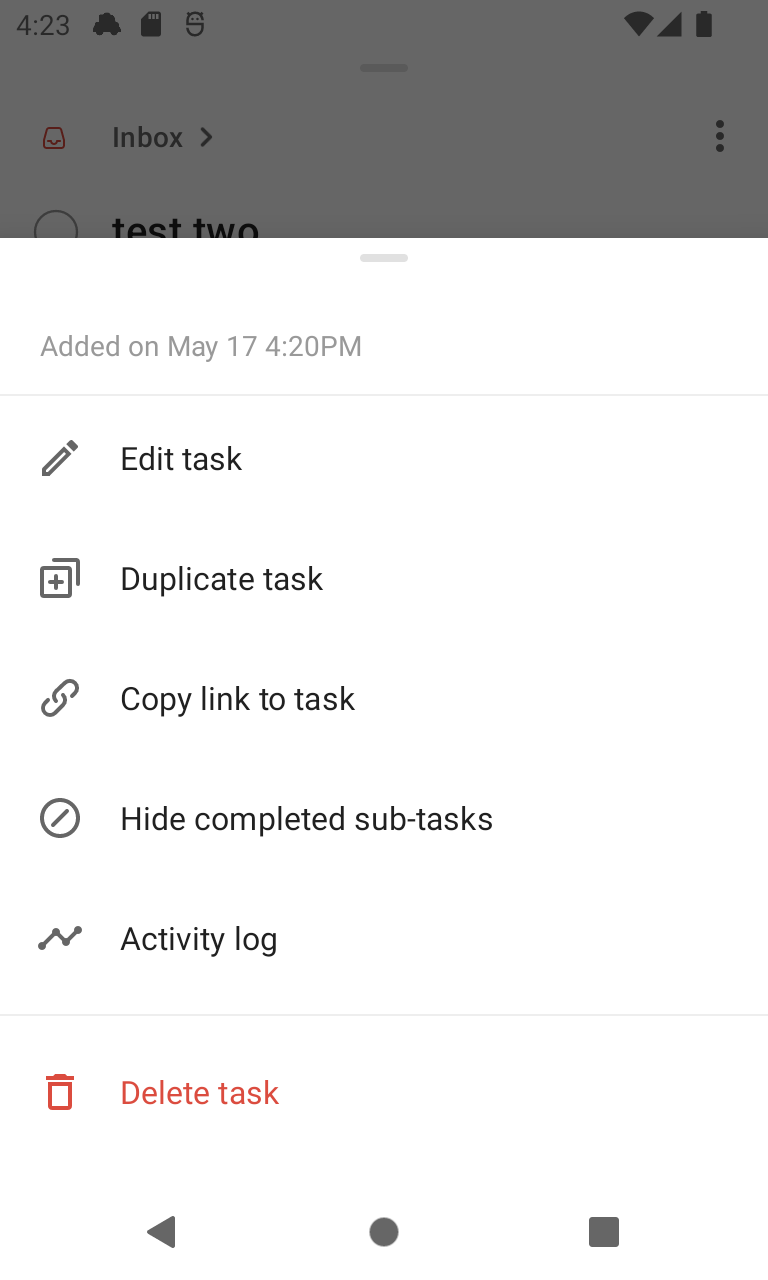 4:23
Inbox
test two
Added on May 17 4:20PM
Edit task
Duplicate task
Copy link to task
Hide completed sub-tasks
Activity log
Delete task